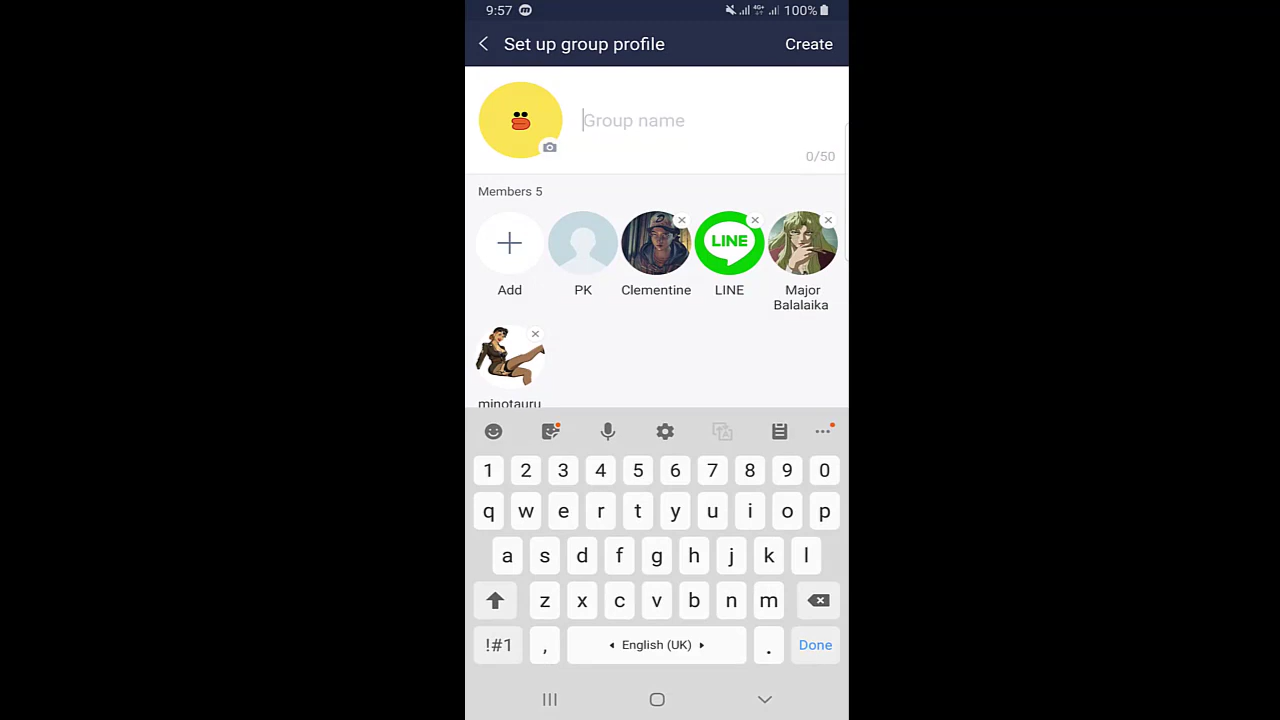 9:57 4G+ 100%
Set up group profile Create
Group name
0/50
Members 5
LINE
Add PK Clementine LINE Major
Balalaika
minotauru
1 2 3 4 5 6 7 8 9 0
q w e r t y u i o p
a s d f g h j k l
z x c v b n m
!#1 , English (UK) . Done